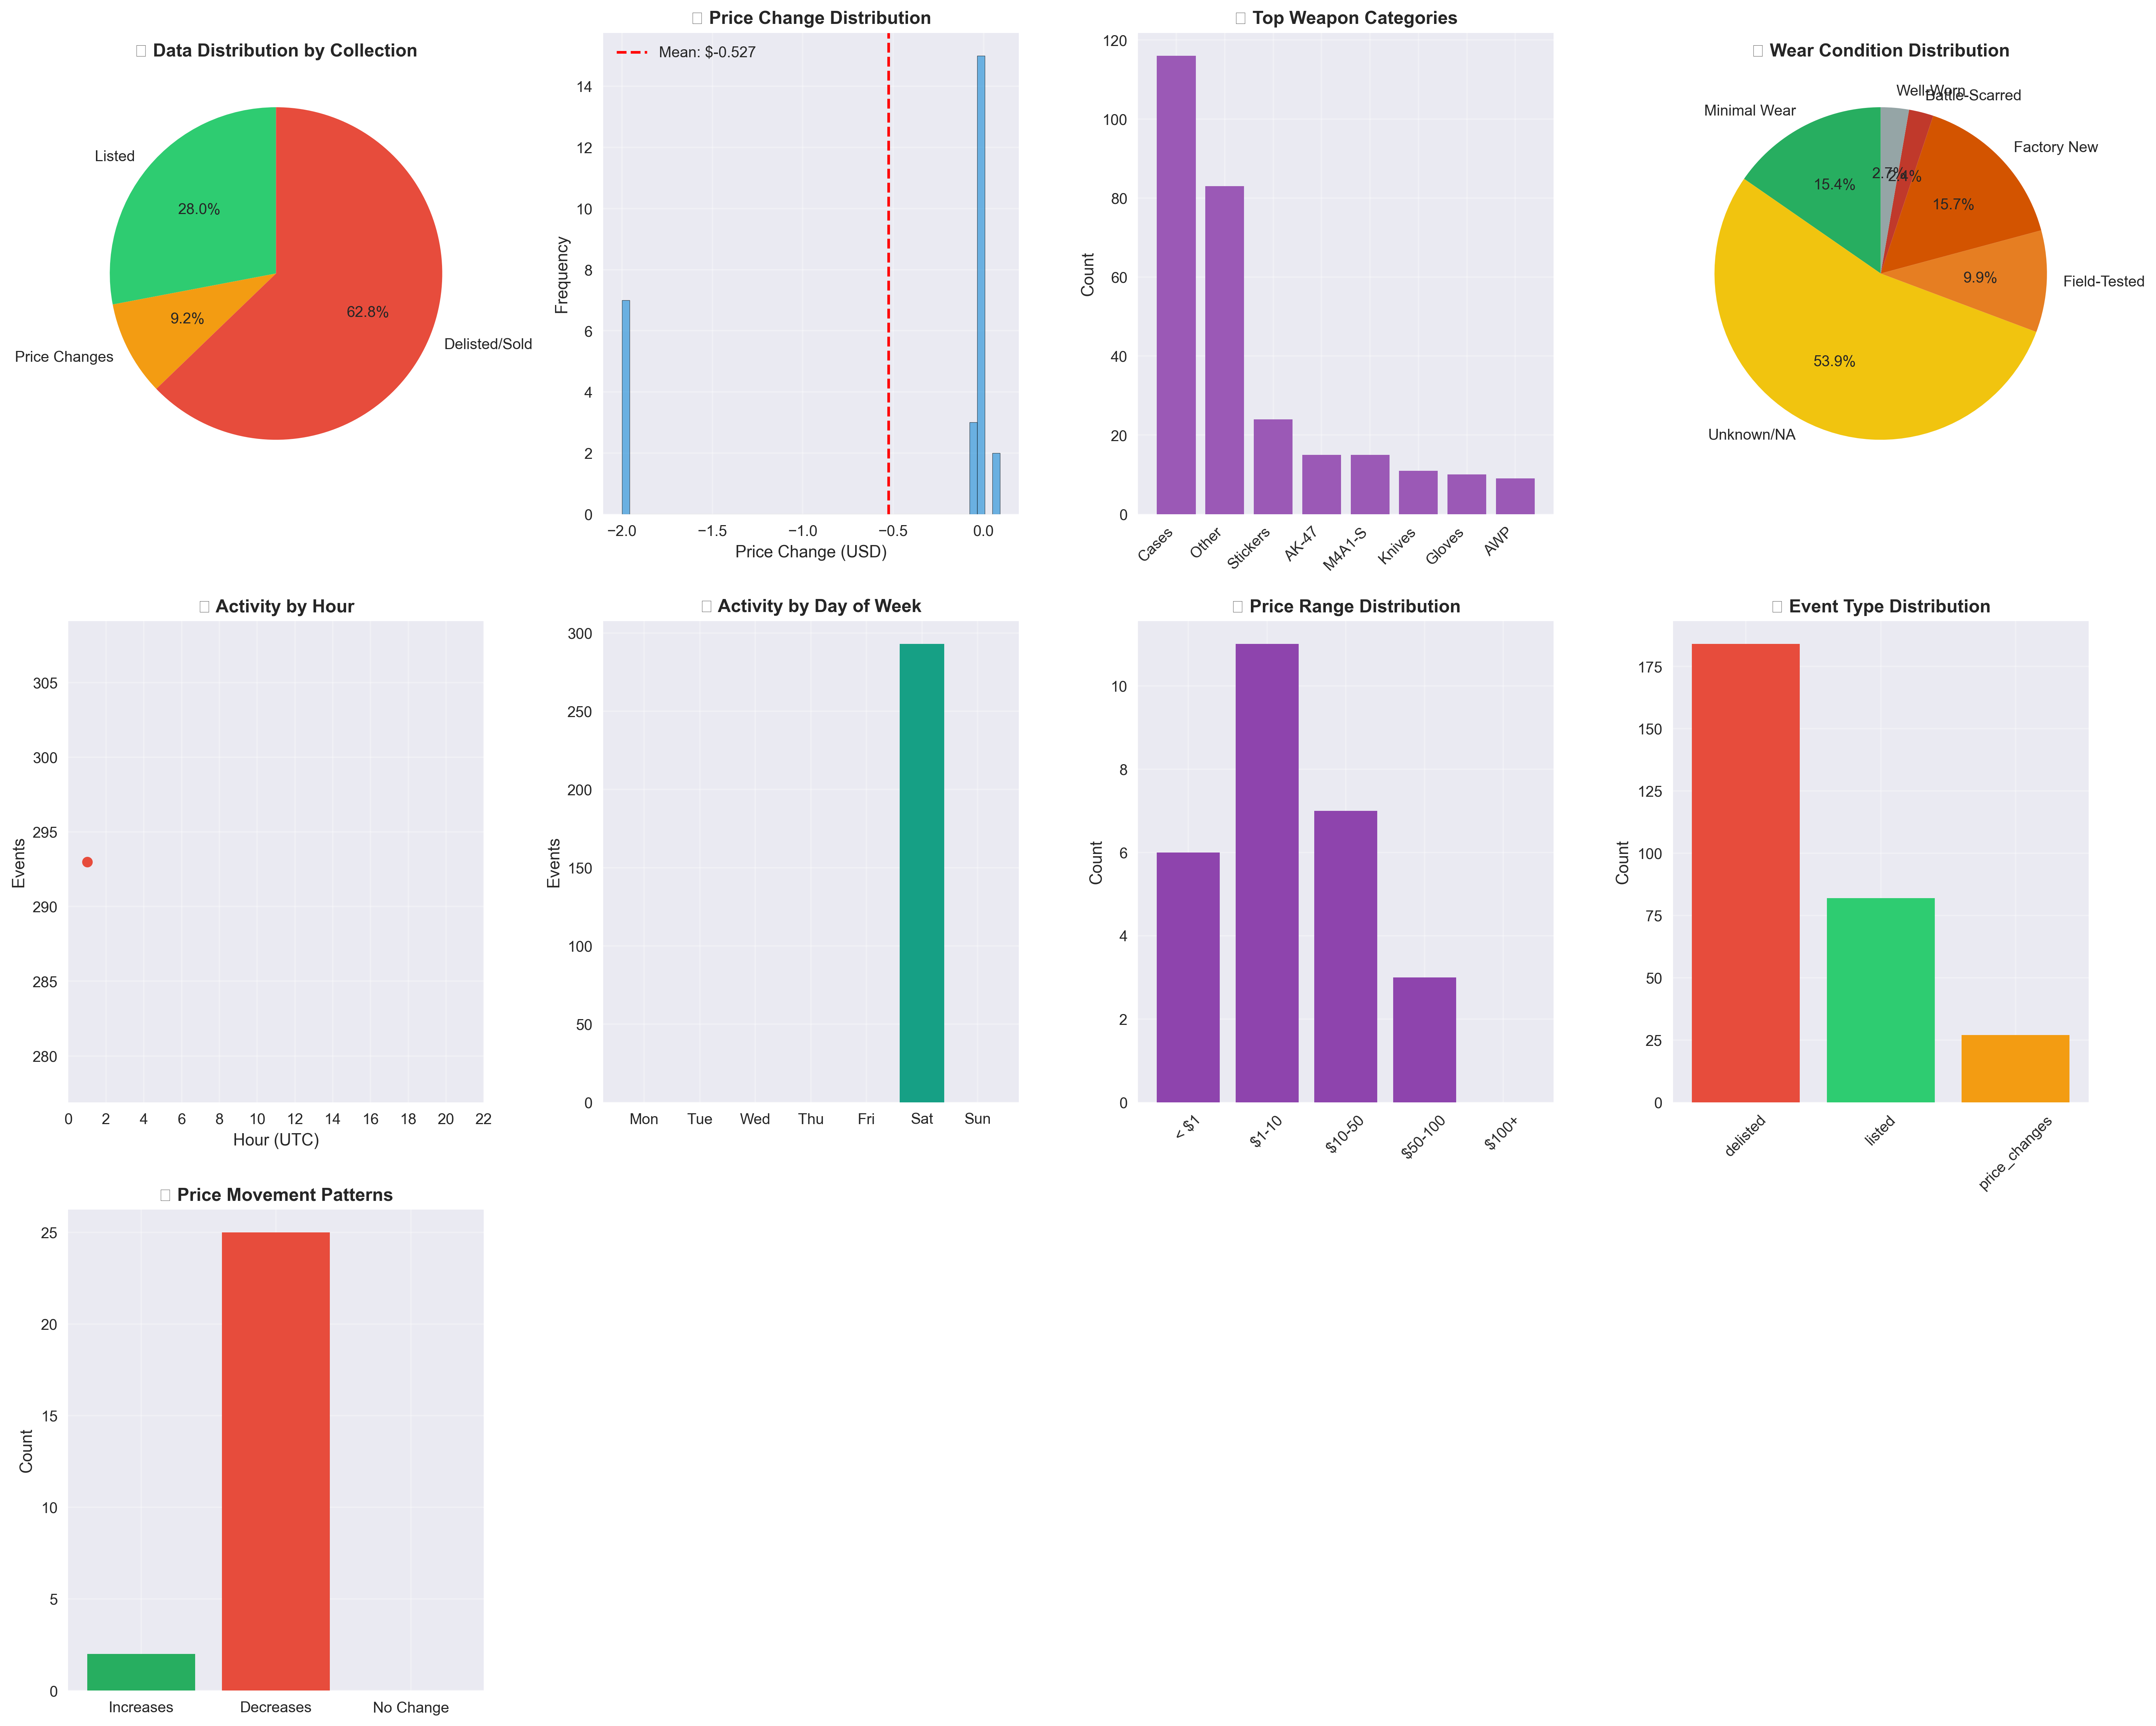 Data Distribution by Collection
Listed
28.0%
9.2%
Price Changes
62.8%
Delisted/Sold
Price Change Distribution
Mean: $-0.527
Frequency
14
12
10
8
6
4
2
0
−2.0 −1.5 −1.0 −0.5 0.0
Price Change (USD)
Top Weapon Categories
Count
120
100
80
60
40
20
0
Cases Other Stickers AK-47 M4A1-S Knives Gloves AWP
Wear Condition Distribution
Well-Worn
Battle-Scarred
Minimal Wear
Factory New
2.7%
2.4%
15.4%
15.7%
9.9%
Field-Tested
53.9%
Unknown/NA
Activity by Hour
Events
305
300
295
290
285
280
0 2 4 6 8 10 12 14 16 18 20 22
Hour (UTC)
Activity by Day of Week
Events
300
250
200
150
100
50
0
Mon Tue Wed Thu Fri Sat Sun
Price Range Distribution
Count
10
8
6
4
2
0
< $1 $1-10 $10-50 $50-100 $100+
Event Type Distribution
Count
175
150
125
100
75
50
25
0
delisted listed price_changes
Price Movement Patterns
Count
25
20
15
10
5
0
Increases Decreases No Change